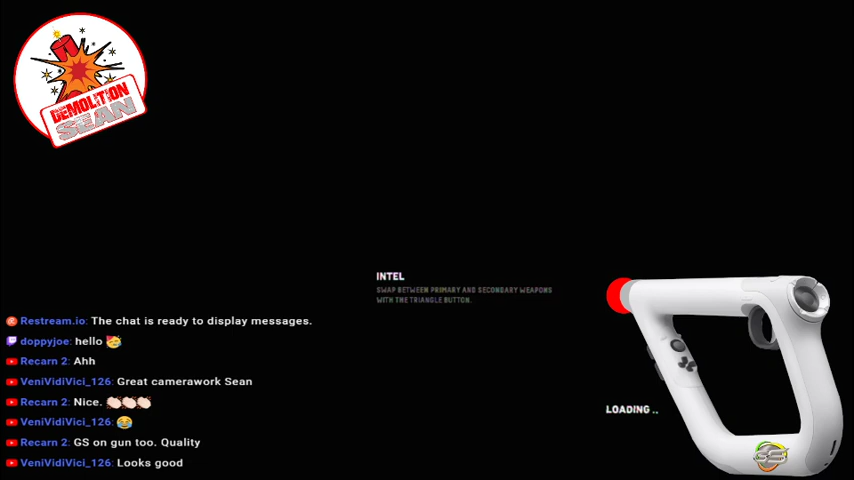 DEMOLITION
SEAN
INTEL
SWAP BETWEEN PRIMARY AND SECONDARY WEAPONS
WITH THE TRIANGLE BUTTON.
Restream.io: The chat is ready to display messages.
doppyjoe: hello 🥳
Recarn 2: Ahh
VeniVidiVici_126: Great camerawork Sean
Recarn 2: Nice. 👏🏻👏🏻👏🏻
VeniVidiVici_126: 😂
Recarn 2: GS on gun too. Quality
VeniVidiVici_126: Looks good
LOADING ..
GS